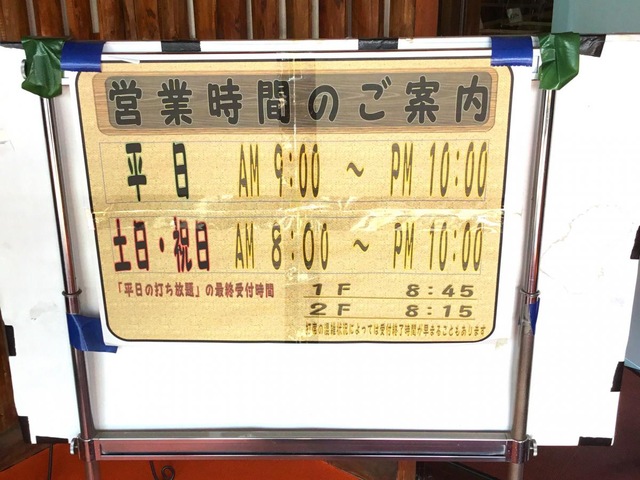 営業時間のご案内
平日 AM 9:00 ～ PM 10:00
土日・祝日 AM 8:00 ～ PM 10:00
「平日の打ち放題」の最終受付時間 1F 8:45
2F 8:15
打席の混雑状況によっては受付終了時間が早まることもあります